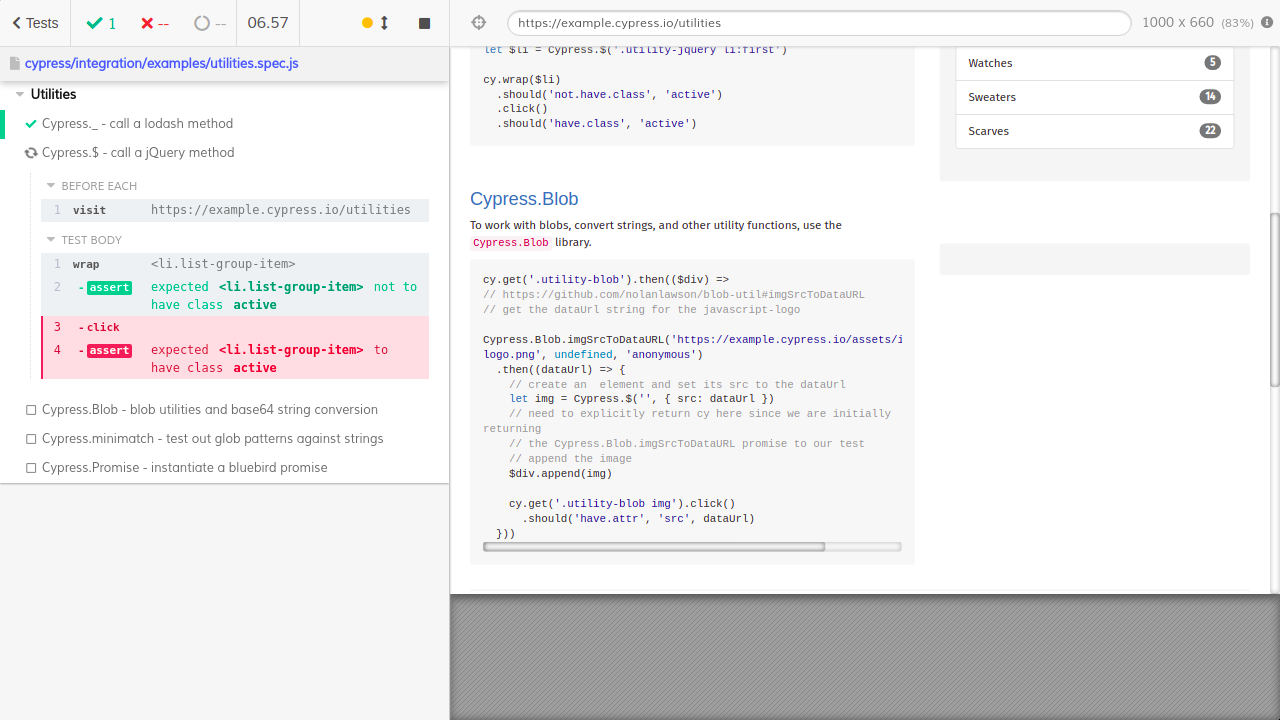 Tests
1
--
--
06.57
https://example.cypress.io/utilities
1000 x 660 (83%)
cypress/integration/examples/utilities.spec.js
Utilities
Cypress._ - call a lodash method
Cypress.$ - call a jQuery method
BEFORE EACH
1 visit https://example.cypress.io/utilities
TEST BODY
1 wrap <li.list-group-item>
2 - assert expected <li.list-group-item> not to
have class active
3 - click
4 - assert expected <li.list-group-item> to
have class active
Cypress.Blob - blob utilities and base64 string conversion
Cypress.minimatch - test out glob patterns against strings
Cypress.Promise - instantiate a bluebird promise
let $li = Cypress.$('.utility-jquery li:first')
cy.wrap($li)
.should('not.have.class', 'active')
.click()
.should('have.class', 'active')
Watches 5
Sweaters 14
Scarves 22
Cypress.Blob
To work with blobs, convert strings, and other utility functions, use the
Cypress.Blob library.
cy.get('.utility-blob').then(($div) =>
// https://github.com/nolanlawson/blob-util#imgSrcToDataURL
// get the dataUrl string for the javascript-logo
Cypress.Blob.imgSrcToDataURL('https://example.cypress.io/assets/i
logo.png', undefined, 'anonymous')
.then((dataUrl) => {
// create an  element and set its src to the dataUrl
let img = Cypress.$('', { src: dataUrl })
// need to explicitly return cy here since we are initially
returning
// the Cypress.Blob.imgSrcToDataURL promise to our test
// append the image
$div.append(img)
cy.get('.utility-blob img').click()
.should('have.attr', 'src', dataUrl)
}))